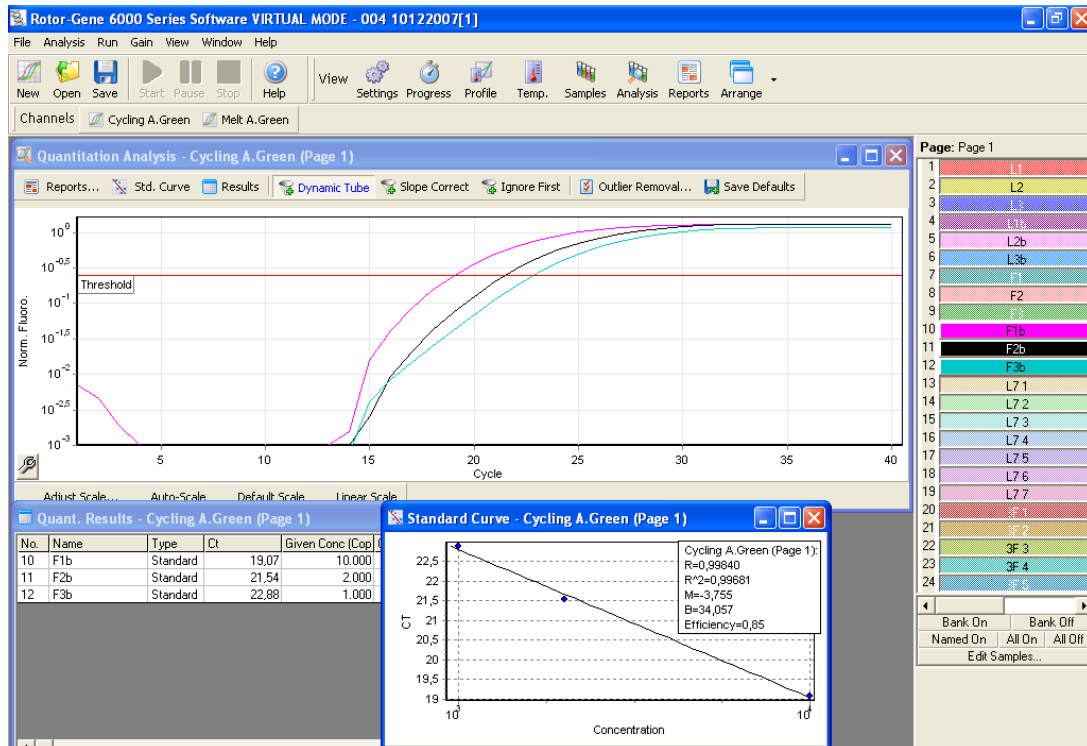 Rotor-Gene 6000 Series Software VIRTUAL MODE - 004 10122007[1]
File Analysis Run Gain View Window Help
New Open Save Start Pause Stop Help View Settings Progress Profile Temp. Samples Analysis Reports Arrange
Channels Cycling A.Green Melt A.Green
Quantitation Analysis - Cycling A.Green (Page 1)
Reports... Std. Curve Results Dynamic Tube Slope Correct Ignore First Outlier Removal... Save Defaults
Norm. Fluoro.
10^0
10^-0,5
10^-1
10^-1,5
10^-2
10^-2,5
10^-3
Threshold
5 10 15 20 25 30 35 40
Cycle
Adjust Scale... Auto-Scale Default Scale Linear Scale
Quant. Results - Cycling A.Green (Page 1)
No. Name Type Ct Given Conc (Cop
10 F1b Standard 19,07 10.000
11 F2b Standard 21,54 2.000
12 F3b Standard 22,88 1.000
Standard Curve - Cycling A.Green (Page 1)
CT
22,5
22
21,5
21
20,5
20
19,5
19
Cycling A.Green (Page 1):
R=0,99840
R^2=0,99681
M=-3,755
B=34,057
Efficiency=0,85
Concentration
Page: Page 1
1 L1
2 L2
3 L3
4 L1b
5 L2b
6 L3b
7 F1
8 F2
9 F3
10 F1b
11 F2b
12 F3b
13 L7 1
14 L7 2
15 L7 3
16 L7 4
17 L7 5
18 L7 6
19 L7 7
20 3F 1
21 3F 2
22 3F 3
23 3F 4
24 3F 5
Bank On Bank Off
Named On All On All Off
Edit Samples...